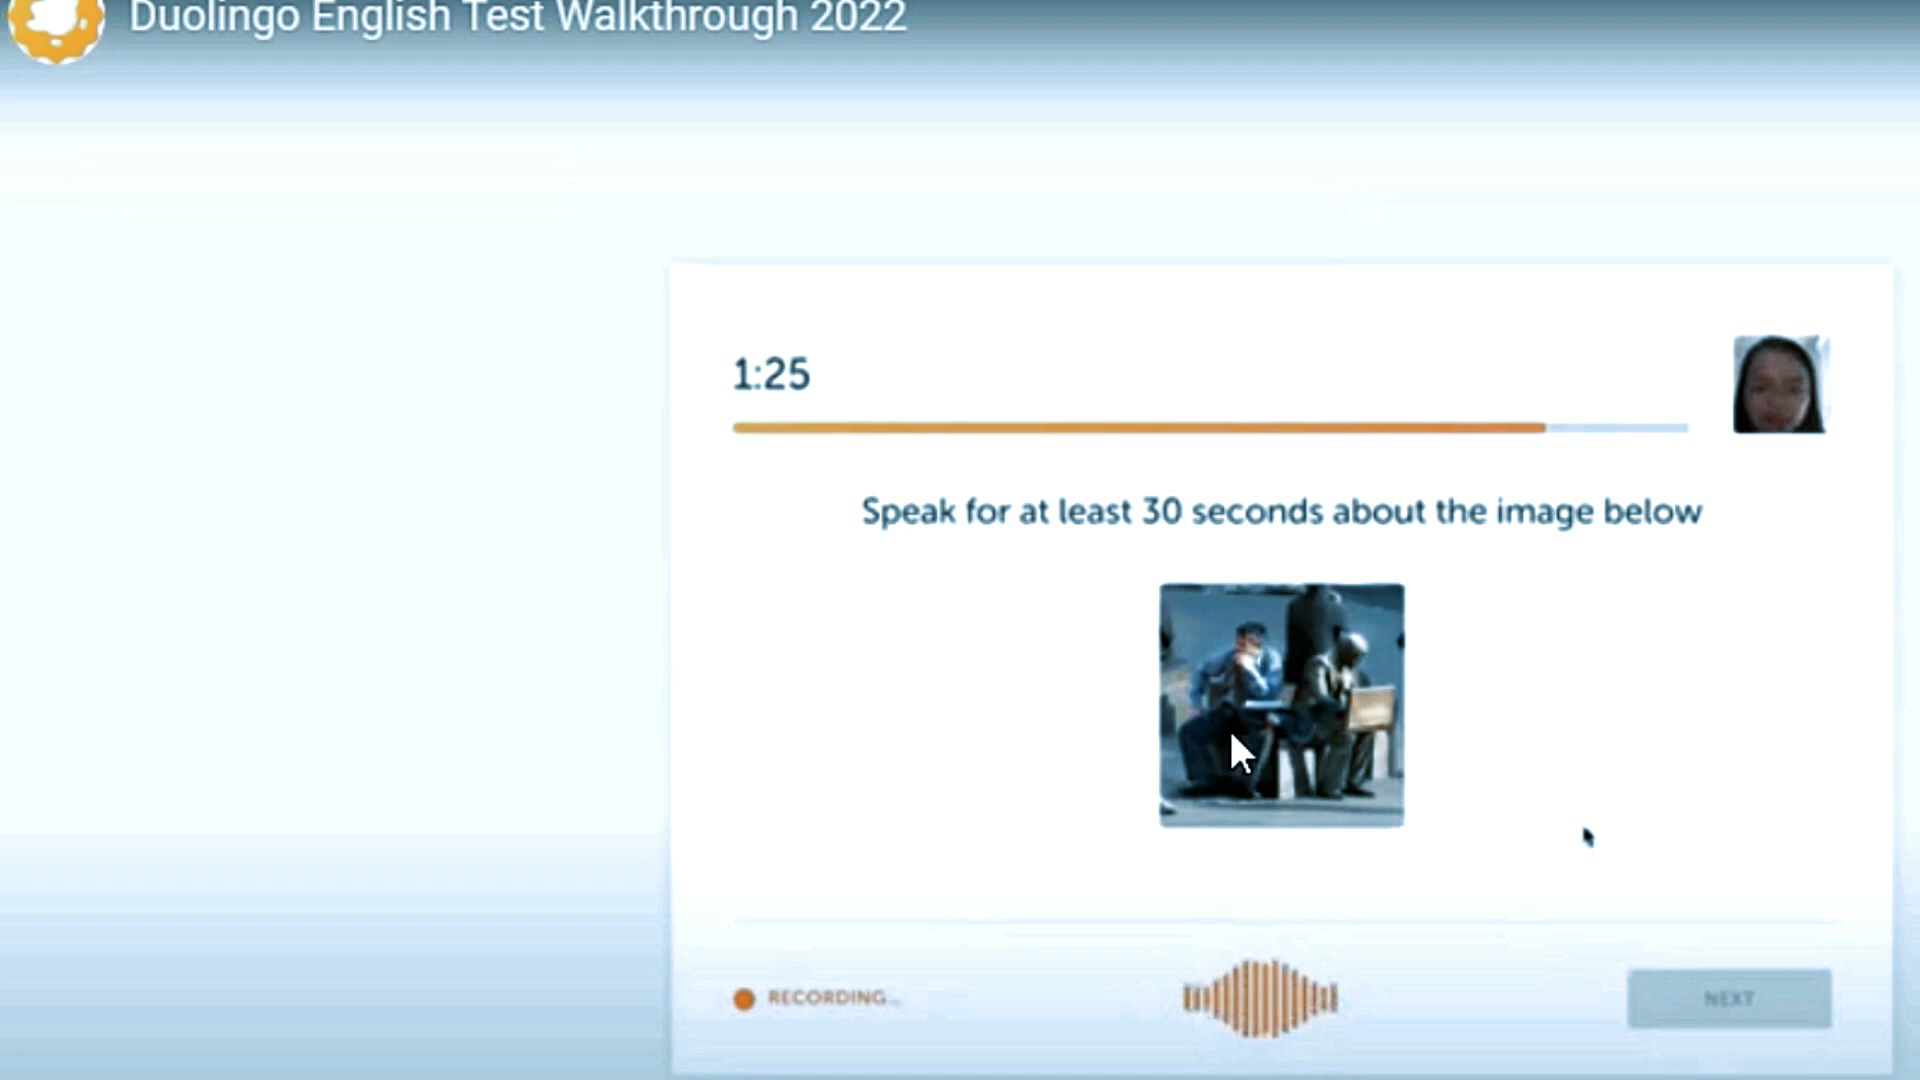 Duolingo English Test Walkthrough 2022
1:25
Speak for at least 30 seconds about the image below
RECORDING...
NEXT